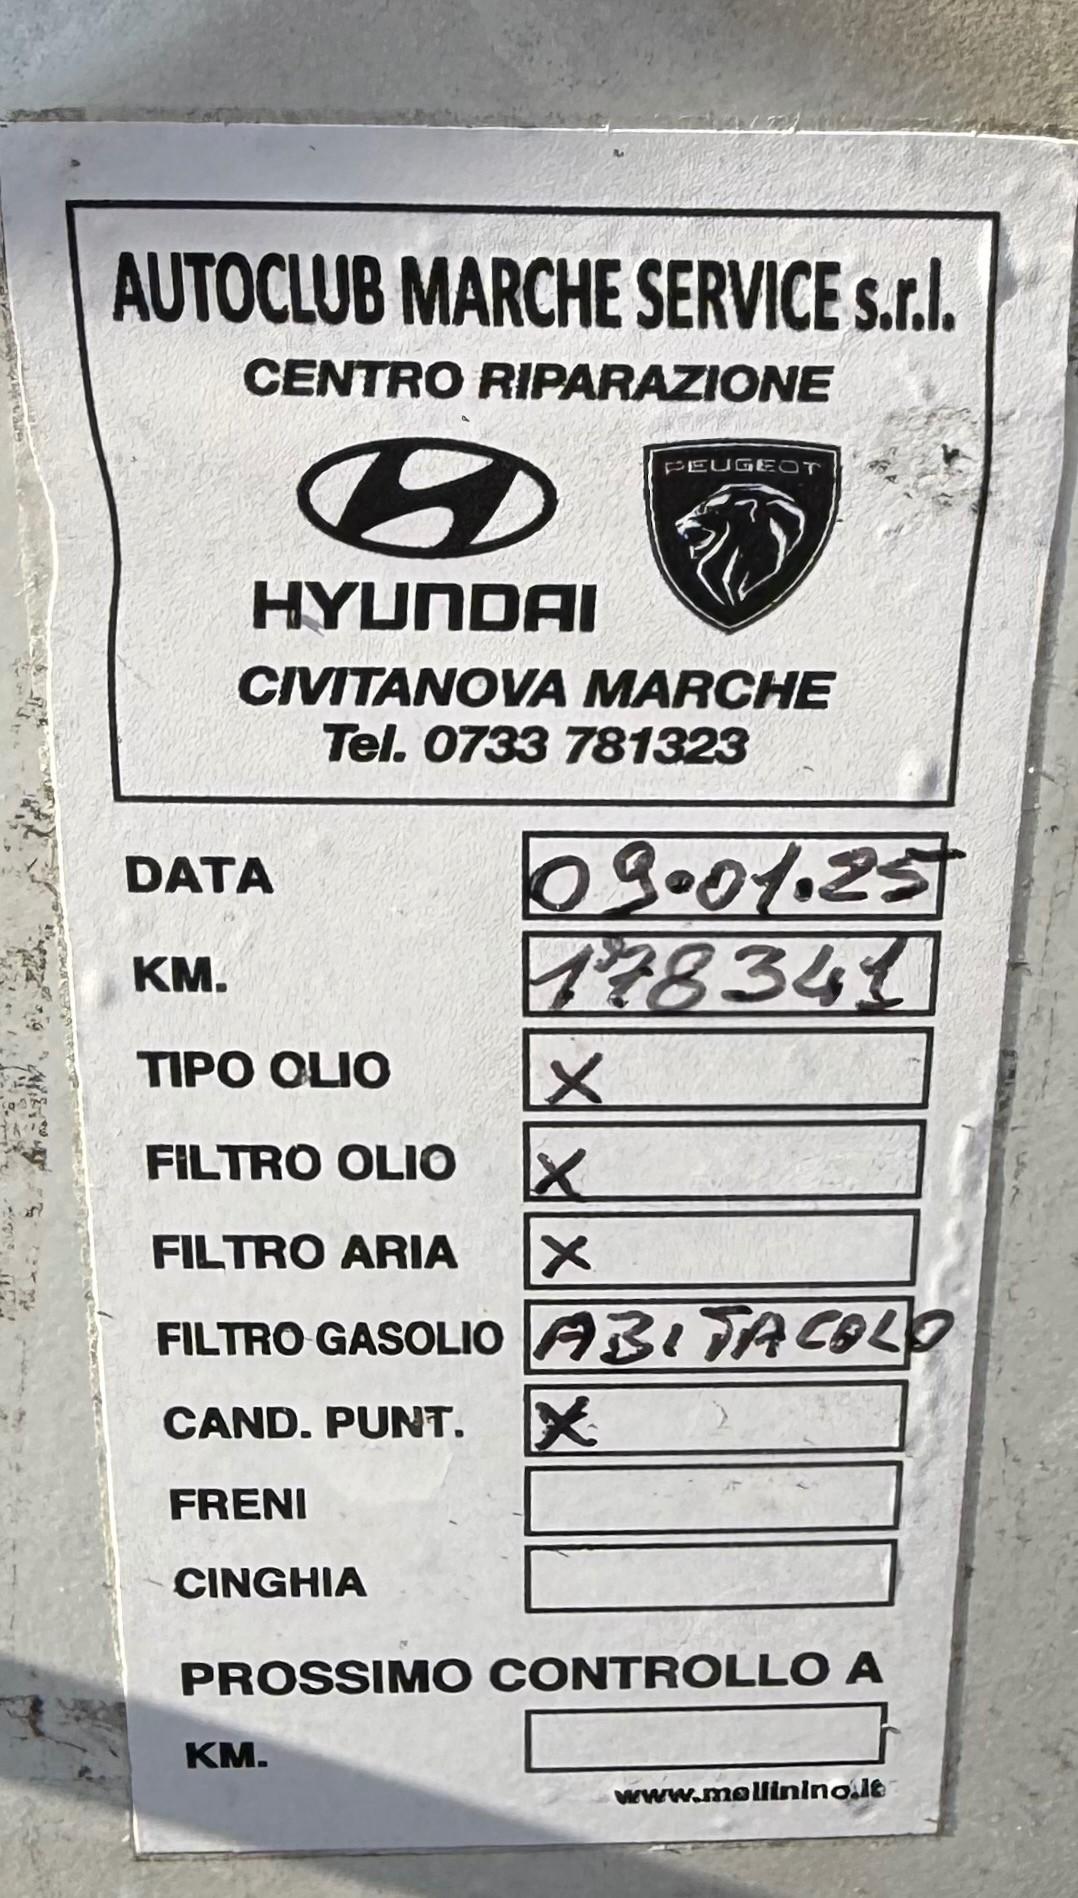 AUTOCLUB MARCHE SERVICE s.r.l.
CENTRO RIPARAZIONE
PEUGEOT
HYUNDAI
CIVITANOVA MARCHE
Tel. 0733 781323
DATA 09.01.25
KM. 178341
TIPO OLIO X
FILTRO OLIO X
FILTRO ARIA X
FILTRO GASOLIO ABITACOLO
CAND. PUNT. X
FRENI
CINGHIA
PROSSIMO CONTROLLO A
KM.